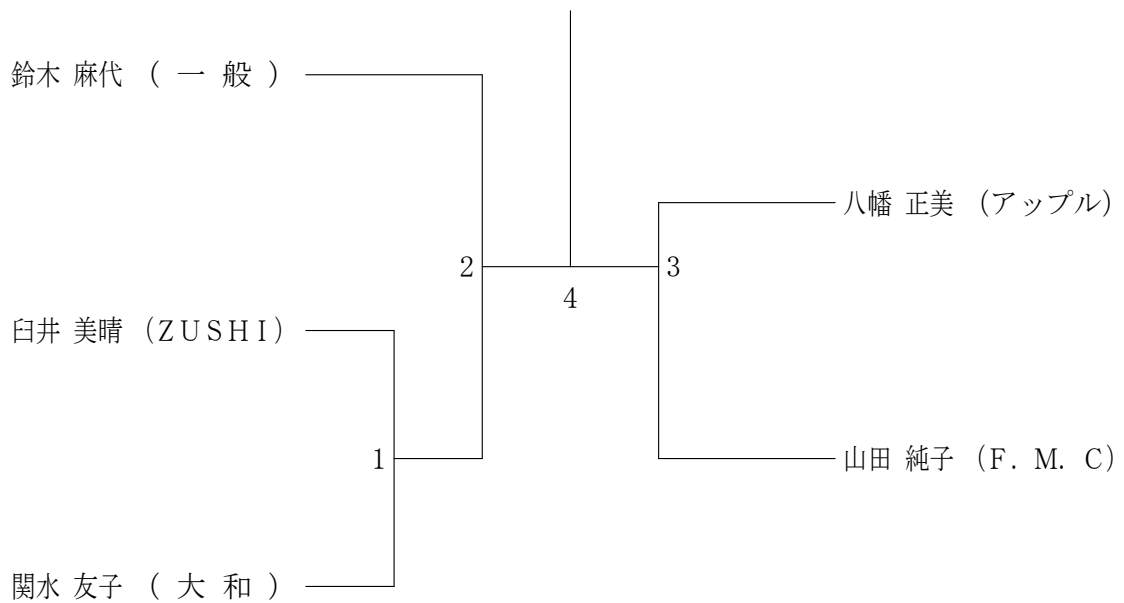 鈴木 麻代 （ 一 般 ）
八幡 正美 （アップル）
2
3
4
臼井 美晴 （ＺＵＳＨＩ）
1
山田 純子 （Ｆ．Ｍ．Ｃ）
関水 友子 （ 大 和 ）